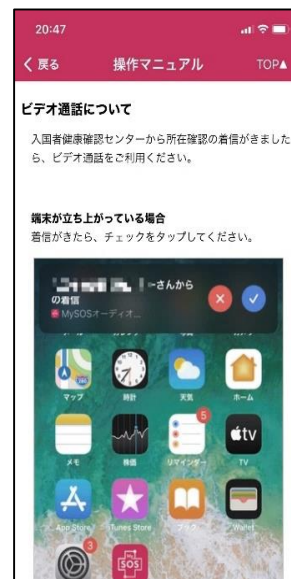 20:47
く戻る 操作マニュアル TOP▲
ビデオ通話について
入国者健康確認センターから所在確認の着信がきました
ら、ビデオ通話をご利用ください。
端末が立ち上がっている場合
着信がきたら、チェックをタップしてください。
さんから
の着信
MySOSオーディオ...
マップ 時計 天気 ホーム
5
tv
メモ 株価 リマインダー TV
App Store iTunes Store ブック Wallet
3
SOS